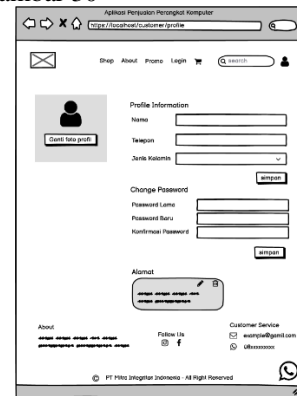 Aplikasi Penjualan Perangkat Komputer
https://localhost/customer/profile
Shop About Promo Login search
Profile Information
Nama
Ganti foto profil
Telepon
Jenis Kelamin
simpan
Change Password
Password Lama
Password Baru
Konfirmasi Password
simpan
Alamat
About
Follow Us
Customer Service
example@gamil.com
08xxxxxxxxx
© PT Mitra Integritas Indonesia - All Right Reserved